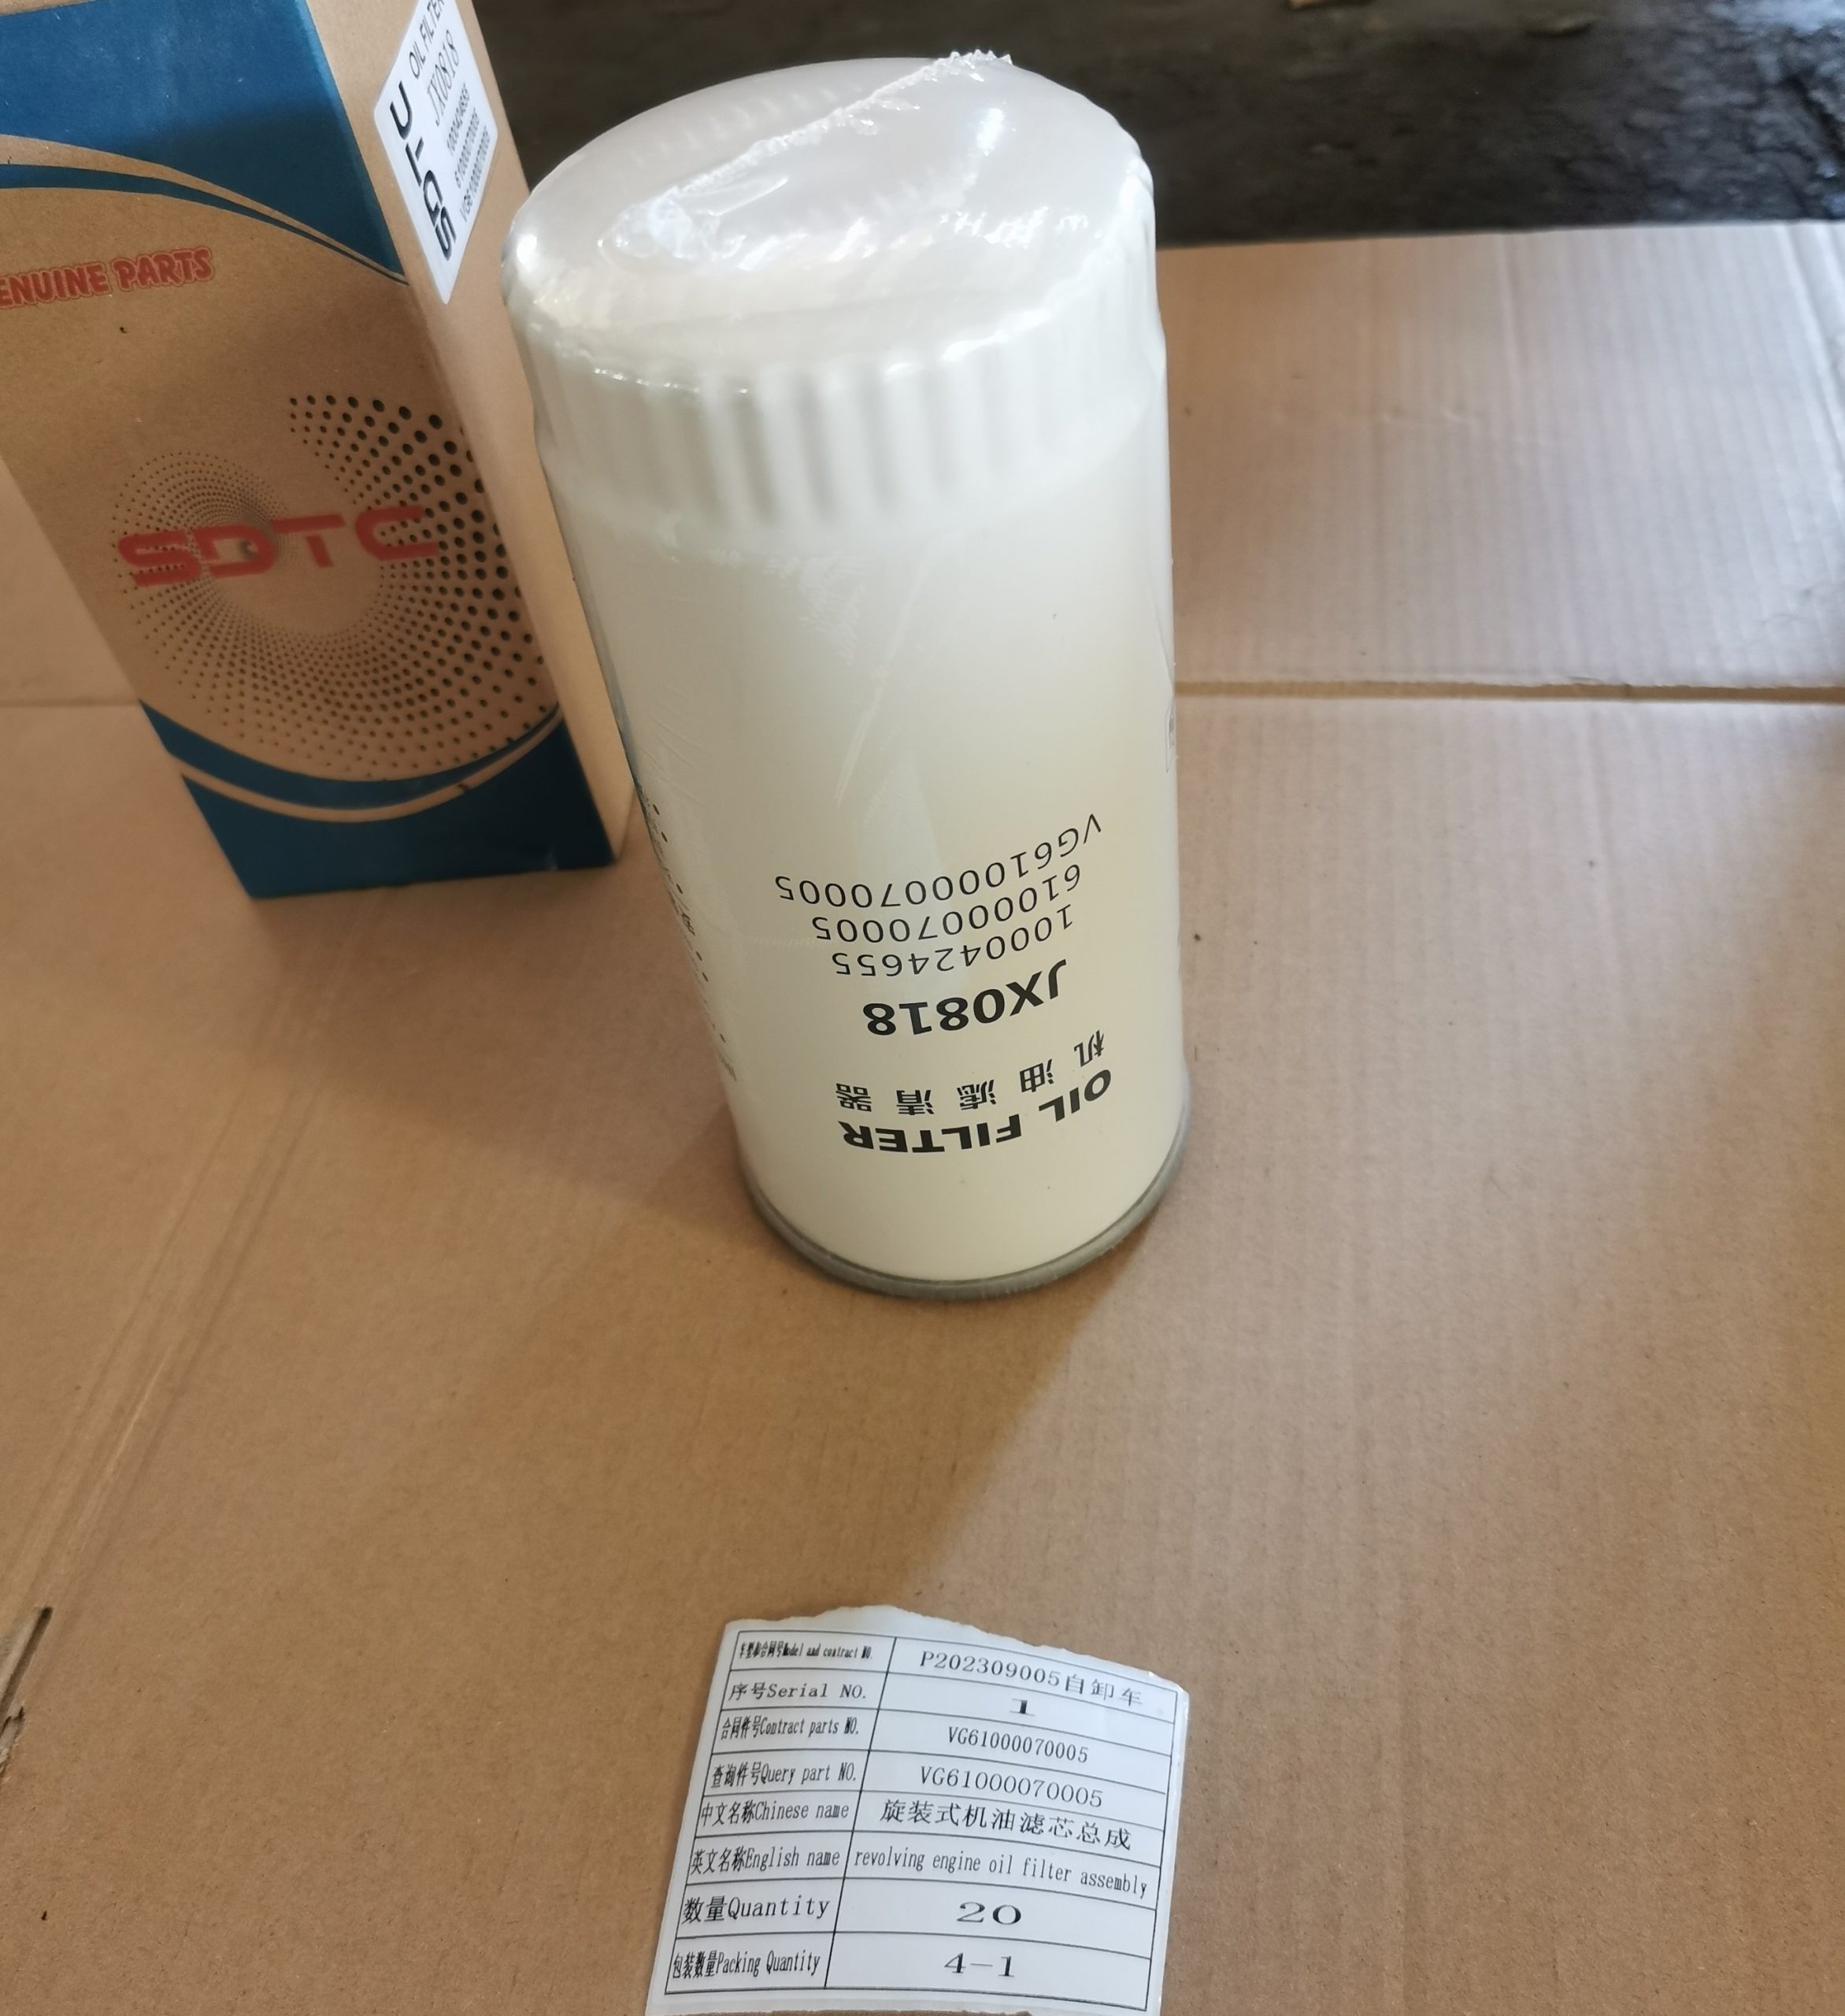 OIL FILTER
JX0818
1000424655
61000070005
VG61000070005
GENUINE PARTS
SDTC
OIL FILTER
机油滤清器
JX0818
1000424655
61000070005
VG61000070005
车型和合同号Model and contract NO. P202309005自卸车
序号Serial NO. 1
合同件号Contract parts NO. VG61000070005
查询件号Query part NO. VG61000070005
中文名称Chinese name 旋装式机油滤芯总成
英文名称English name revolving engine oil filter assembly
数量Quantity 20
包装数量Packing Quantity 4-1